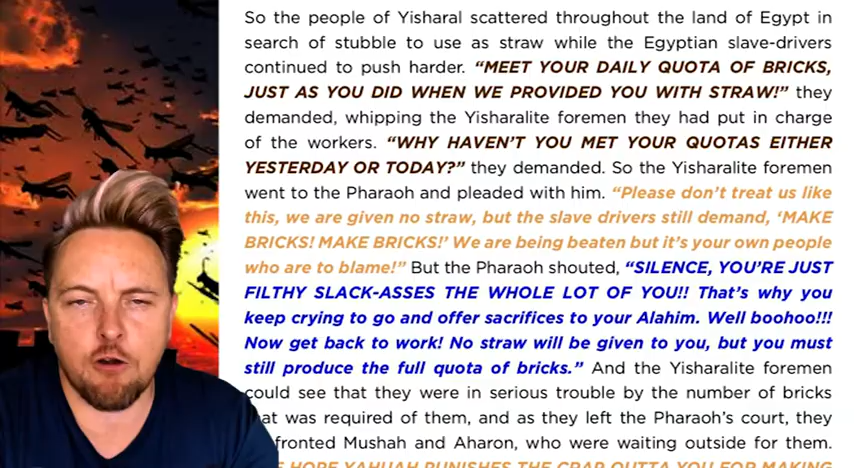 So the people of Yisharal scattered throughout the land of Egypt in
search of stubble to use as straw while the Egyptian slave-drivers
continued to push harder. “MEET YOUR DAILY QUOTA OF BRICKS,
JUST AS YOU DID WHEN WE PROVIDED YOU WITH STRAW!” they
demanded, whipping the Yisharalite foremen they had put in charge
of the workers. “WHY HAVEN’T YOU MET YOUR QUOTAS EITHER
YESTERDAY OR TODAY?” they demanded. So the Yisharalite foremen
went to the Pharaoh and pleaded with him. “Please don’t treat us like
this, we are given no straw, but the slave drivers still demand, ‘MAKE
BRICKS! MAKE BRICKS!’ We are being beaten but it’s your own people
who are to blame!” But the Pharaoh shouted, “SILENCE, YOU’RE JUST
FILTHY SLACK-ASSES THE WHOLE LOT OF YOU!! That’s why you
keep crying to go and offer sacrifices to your Alahim. Well boohoo!!!
Now get back to work! No straw will be given to you, but you must
still produce the full quota of bricks.” And the Yisharalite foremen
could see that they were in serious trouble by the number of bricks
was required of them, and as they left the Pharaoh’s court, they
Mushah and Aharon, who were waiting outside for them.
HOPE YAHUAH PUNISHES THE CRAP OUTTA YOU FOR MAKING